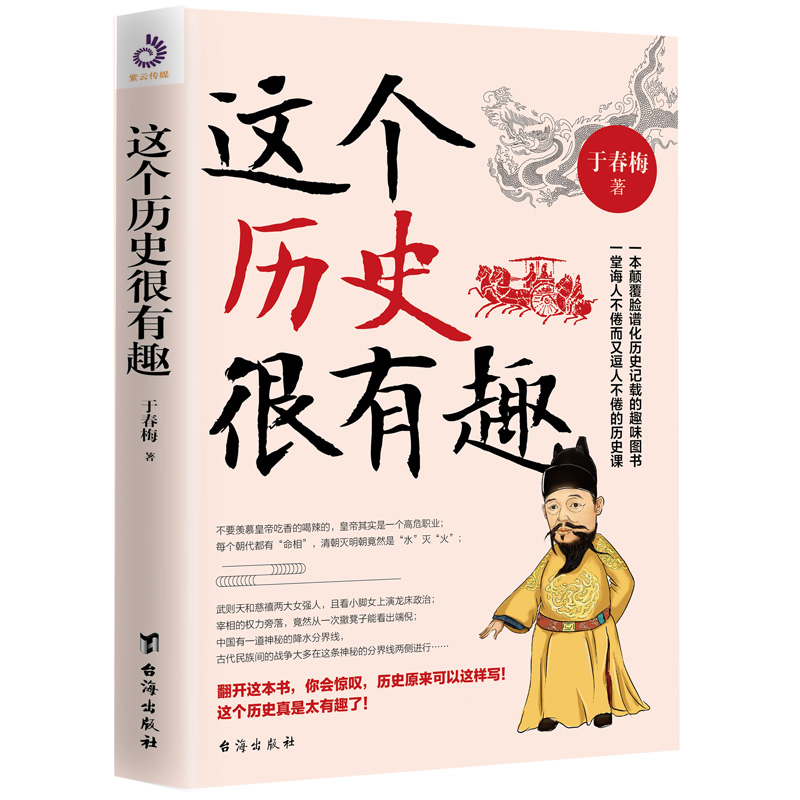 紫云传媒
这个历史很有趣
于春梅 著
台海出版社
这个
历史
很有趣
于春梅
著
一本颠覆脸谱化历史记载的趣味图书
一堂诲人不倦而又逗人不倦的历史课
不要羡慕皇帝吃香的喝辣的，皇帝其实是一个高危职业；
每个朝代都有“命相”，清朝灭明朝竟然是“水”灭“火”；
武则天和慈禧两大女强人，且看小脚女上演龙床政治；
宰相的权力旁落，竟然从一次撤凳子能看出端倪；
中国有一道神秘的降水分界线，
古代民族间的战争大多在这条神秘的分界线两侧进行……
翻开这本书，你会惊叹，历史原来可以这样写！
这个历史真是太有趣了！
台海出版社